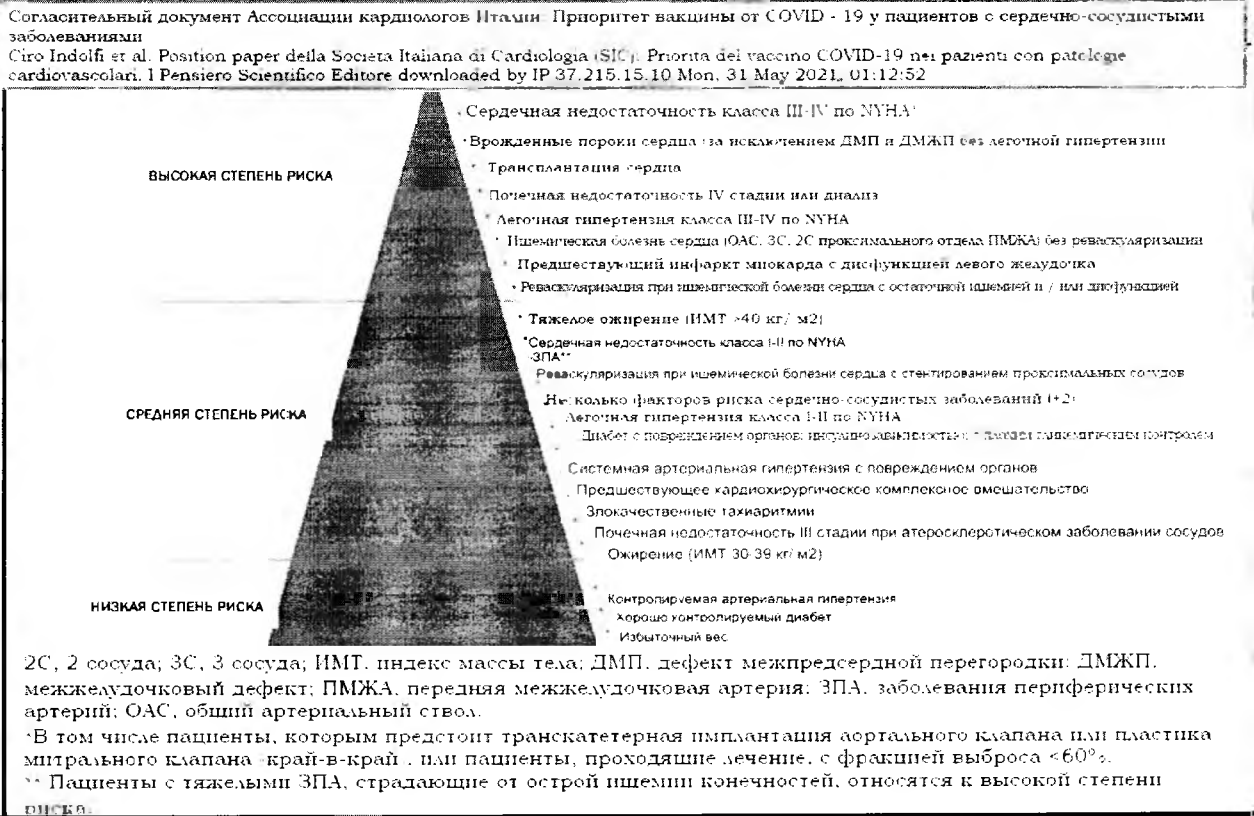 Согласительный документ Ассоциации кардиологов Италии. Приоритет вакцины от COVID - 19 у пациентов с сердечно-сосудистыми
заболеваниями
Ciro Indolfi et al. Position paper della Società Italiana di Cardiologia (SIC): Priorità del vaccino COVID-19 nei pazienti con patologie
cardiovascolari. I Pensiero Scientifico Editore downloaded by IP 37.215.15.10 Mon, 31 May 2021, 01:12:52
ВЫСОКАЯ СТЕПЕНЬ РИСКА
· Сердечная недостаточность класса III-IV по NYHA*
· Врожденные пороки сердца (за исключением ДМП и ДМЖП без легочной гипертензии
· Трансплантация сердца
· Почечная недостаточность IV стадии или диализ
· Легочная гипертензия класса III-IV по NYHA
· Ишемическая болезнь сердца (ОАС, 3С, 2С проксимального отдела ПМЖА) без реваскуляризации
· Предшествующий инфаркт миокарда с дисфункцией левого желудочка
· Реваскуляризация при ишемической болезни сердца с остаточной ишемией и / или дисфункцией
· Тяжелое ожирение (ИМТ >40 кг/ м2)
СРЕДНЯЯ СТЕПЕНЬ РИСКА
· Сердечная недостаточность класса I-II по NYHA
· ЗПА**
Реваскуляризация при ишемической болезни сердца с стентированием проксимальных сосудов
Несколько факторов риска сердечно-сосудистых заболеваний (+2)
Легочная гипертензия класса I-II по NYHA
Диабет с повреждением органов, инсулинозависимостью, с гликемическим контролем
Системная артериальная гипертензия с повреждением органов
Предшествующее кардиохирургическое комплексное вмешательство
Злокачественные тахиаритмии
Почечная недостаточность III стадии при атеросклеротическом заболевании сосудов
Ожирение (ИМТ 30-39 кг/ м2)
НИЗКАЯ СТЕПЕНЬ РИСКА
Контролируемая артериальная гипертензия
Хорошо контролируемый диабет
Избыточный вес
2С, 2 сосуда; 3С, 3 сосуда; ИМТ, индекс массы тела; ДМП, дефект межпредсердной перегородки; ДМЖП,
межжелудочковый дефект; ПМЖА, передняя межжелудочковая артерия; ЗПА, заболевания периферических
артерий; ОАС, общий артериальный ствол.
*В том числе пациенты, которым предстоит транскатетерная имплантация аортального клапана или пластика
митрального клапана край-в-край, или пациенты, проходящие лечение, с фракцией выброса <60%.
** Пациенты с тяжелыми ЗПА, страдающие от острой ишемии конечностей, относятся к высокой степени
риска.